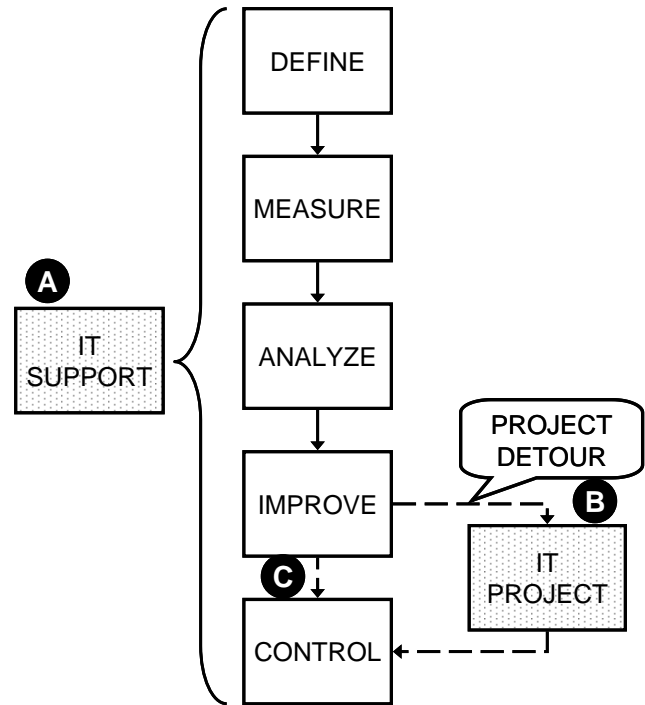 DEFINE
MEASURE
A
IT
SUPPORT
ANALYZE
PROJECT
DETOUR
IMPROVE
B
IT
PROJECT
C
CONTROL